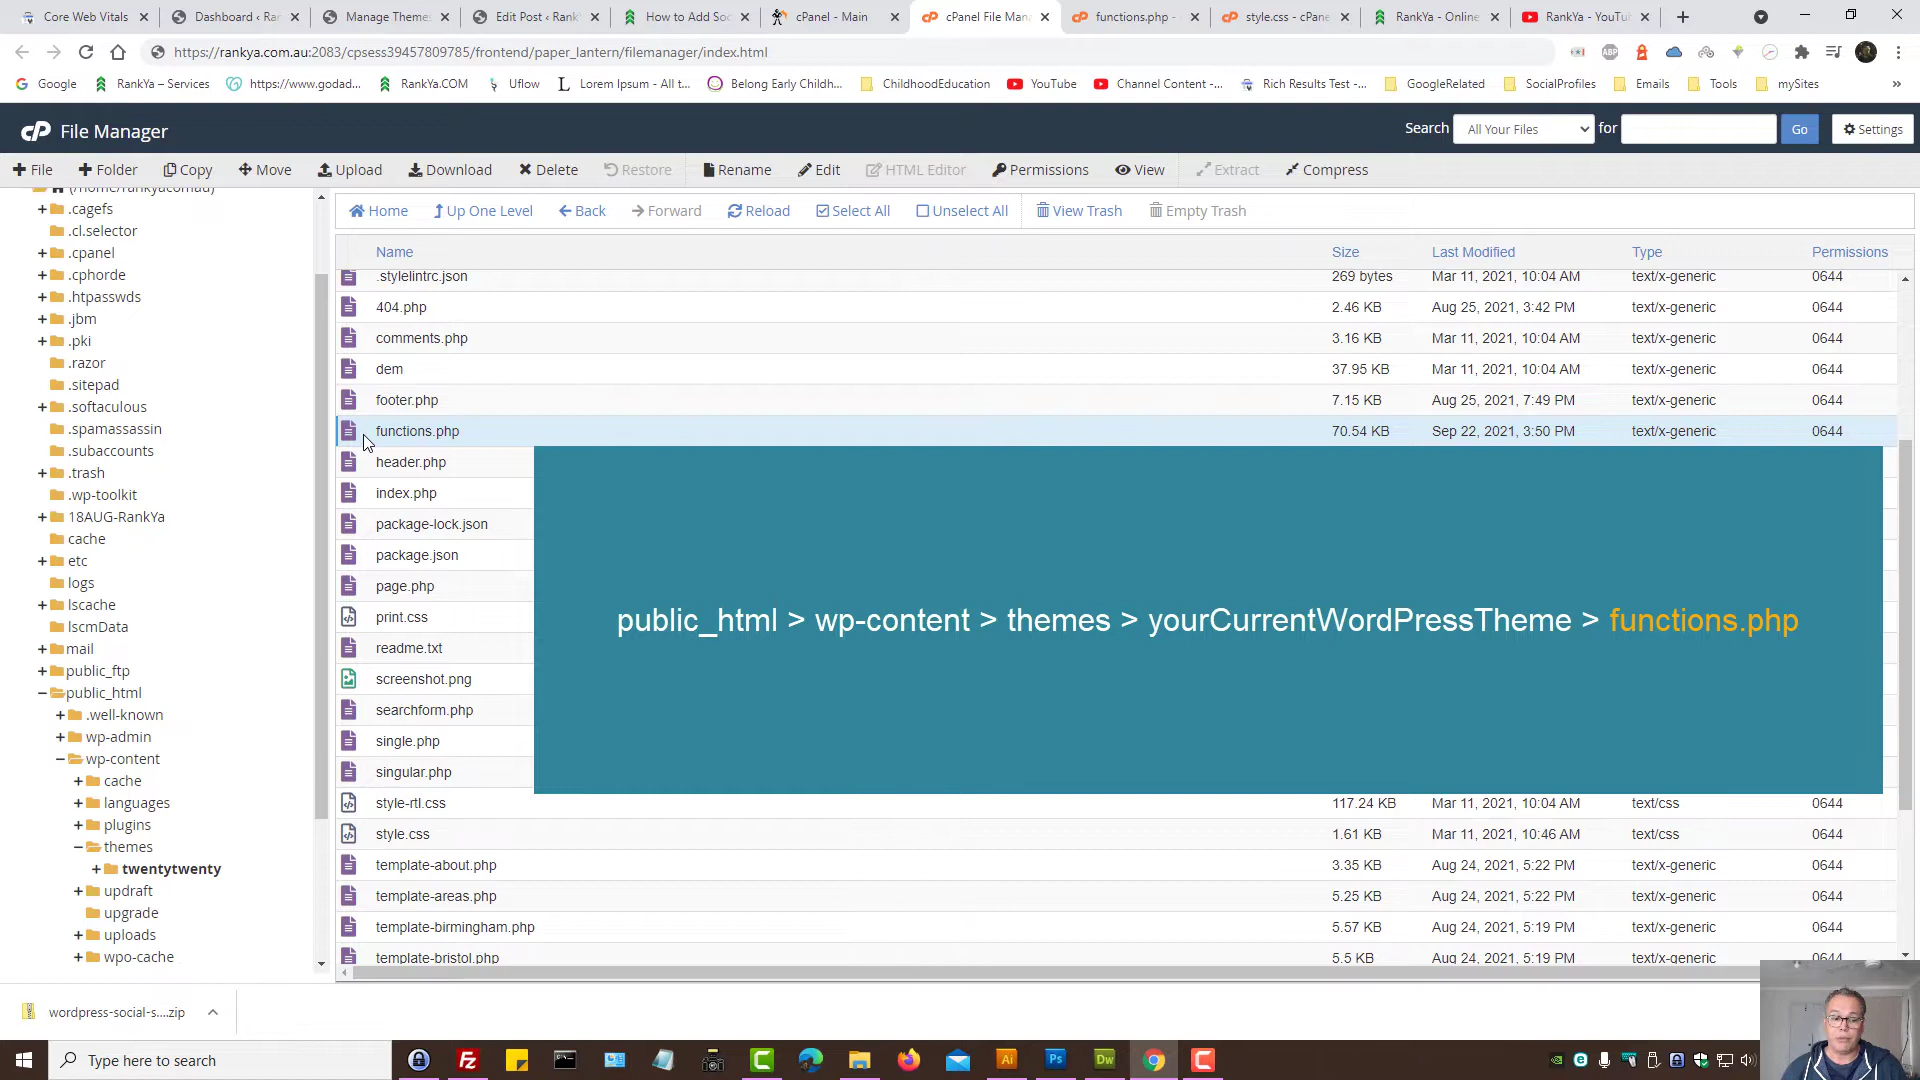 Core Web Vitals
Dashboard ‹ Ra
Manage Theme
Edit Post ‹ Rank
How to Add Soc
cPanel - Main
cPanel File Man
functions.php -
style.css - cPane
RankYa - Online
RankYa - YouTu
https://rankya.com.au:2083/cpsess39457809785/frontend/paper_lantern/filemanager/index.html
ABP
Google
RankYa – Services
https://www.godad...
RankYa.COM
Uflow
Lorem Ipsum - All t...
Belong Early Childh...
ChildhoodEducation
YouTube
Channel Content -...
Rich Results Test -...
GoogleRelated
SocialProfiles
Emails
Tools
mySites
»
cP File Manager
Search
All Your Files
for
Go
Settings
File
Folder
Copy
Move
Upload
Download
Delete
Restore
Rename
Edit
HTML Editor
Permissions
View
Extract
Compress
(/home/rankyacomau)
.cagefs
.cl.selector
.cpanel
.cphorde
.htpasswds
.jbm
.pki
.razor
.sitepad
.softaculous
.spamassassin
.subaccounts
.trash
.wp-toolkit
18AUG-RankYa
cache
etc
logs
lscache
lscmData
mail
public_ftp
public_html
.well-known
wp-admin
wp-content
cache
languages
plugins
themes
twentytwenty
updraft
upgrade
uploads
wpo-cache
Home
Up One Level
Back
Forward
Reload
Select All
Unselect All
View Trash
Empty Trash
Name Size Last Modified Type Permissions
.stylelintrc.json 269 bytes Mar 11, 2021, 10:04 AM text/x-generic 0644
404.php 2.46 KB Aug 25, 2021, 3:42 PM text/x-generic 0644
comments.php 3.16 KB Mar 11, 2021, 10:04 AM text/x-generic 0644
dem 37.95 KB Mar 11, 2021, 10:04 AM text/x-generic 0644
footer.php 7.15 KB Aug 25, 2021, 7:49 PM text/x-generic 0644
functions.php 70.54 KB Sep 22, 2021, 3:50 PM text/x-generic 0644
header.php
index.php
package-lock.json
package.json
page.php
print.css
readme.txt
screenshot.png
searchform.php
single.php
singular.php
public_html > wp-content > themes > yourCurrentWordPressTheme > functions.php
style-rtl.css 117.24 KB Mar 11, 2021, 10:04 AM text/css 0644
style.css 1.61 KB Mar 11, 2021, 10:46 AM text/css 0644
template-about.php 3.35 KB Aug 24, 2021, 5:22 PM text/x-generic 0644
template-areas.php 5.25 KB Aug 24, 2021, 5:22 PM text/x-generic 0644
template-birmingham.php 5.57 KB Aug 24, 2021, 5:19 PM text/x-generic 0644
template-bristol.php 5.5 KB Aug 24, 2021, 5:19 PM text/x-generic 0644
wordpress-social-s....zip
Type here to search
Fz
Ai
Ps
Dw